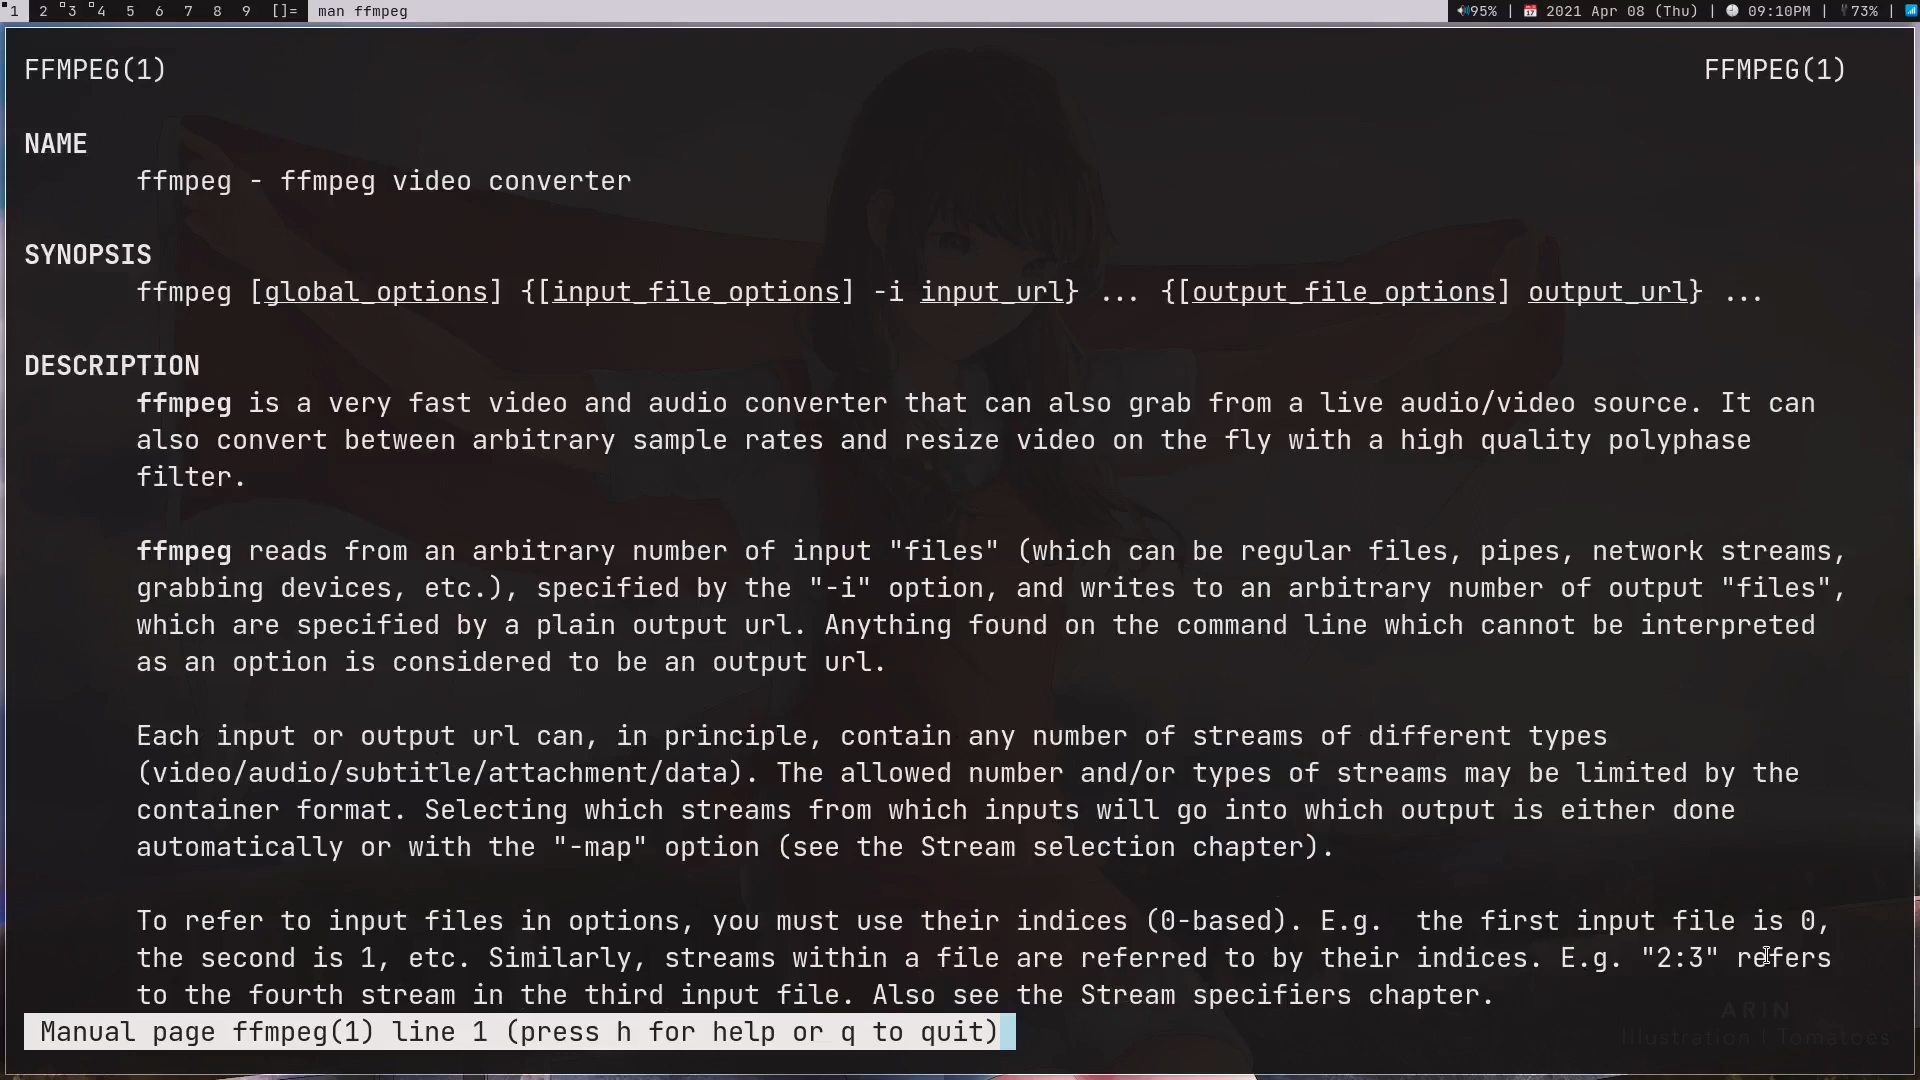 1 2 3 4 5 6 7 8 9 []= man ffmpeg 95% | 2021 Apr 08 (Thu) | 09:10PM | 73% |
FFMPEG(1) FFMPEG(1)
NAME
ffmpeg - ffmpeg video converter
SYNOPSIS
ffmpeg [global_options] {[input_file_options] -i input_url} ... {[output_file_options] output_url} ...
DESCRIPTION
ffmpeg is a very fast video and audio converter that can also grab from a live audio/video source. It can
also convert between arbitrary sample rates and resize video on the fly with a high quality polyphase
filter.
ffmpeg reads from an arbitrary number of input "files" (which can be regular files, pipes, network streams,
grabbing devices, etc.), specified by the "-i" option, and writes to an arbitrary number of output "files",
which are specified by a plain output url. Anything found on the command line which cannot be interpreted
as an option is considered to be an output url.
Each input or output url can, in principle, contain any number of streams of different types
(video/audio/subtitle/attachment/data). The allowed number and/or types of streams may be limited by the
container format. Selecting which streams from which inputs will go into which output is either done
automatically or with the "-map" option (see the Stream selection chapter).
To refer to input files in options, you must use their indices (0-based). E.g.  the first input file is 0,
the second is 1, etc. Similarly, streams within a file are referred to by their indices. E.g. "2:3" refers
to the fourth stream in the third input file. Also see the Stream specifiers chapter.
ARIN
Manual page ffmpeg(1) line 1 (press h for help or q to quit)
Illustration | Tomatoes